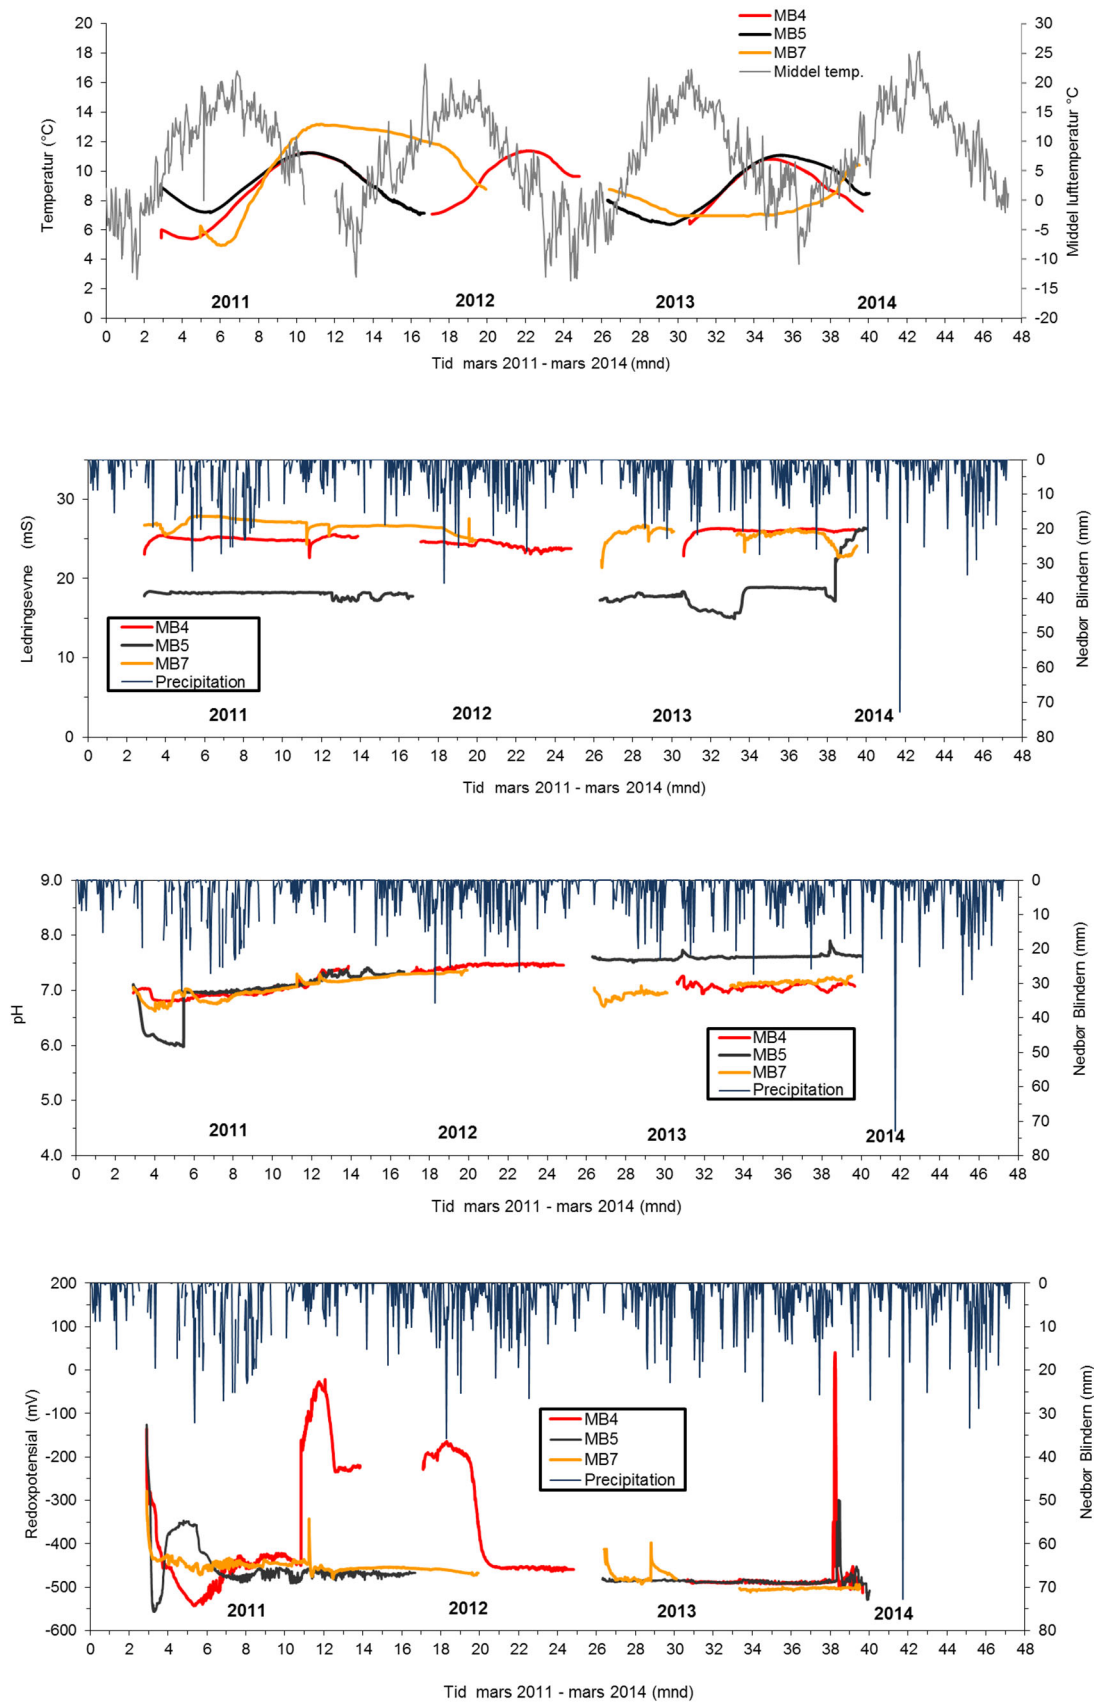 MB4
MB5
MB7
Middel temp.
20 18 16 14 12 10 8 6 4 2 0
Temperatur (°C)
30 25 20 15 10 5 0 -5 -10 -15 -20
Middel lufttemperatur °C
2011 2012 2013 2014
0 2 4 6 8 10 12 14 16 18 20 22 24 26 28 30 32 34 36 38 40 42 44 46 48
Tid mars 2011 - mars 2014 (mnd)
30 20 10 0
Ledningsevne (mS)
0 10 20 30 40 50 60 70 80
Nedbør Blindern (mm)
MB4
MB5
MB7
Precipitation
2011 2012 2013 2014
0 2 4 6 8 10 12 14 16 18 20 22 24 26 28 30 32 34 36 38 40 42 44 46 48
Tid mars 2011 - mars 2014 (mnd)
9.0 8.0 7.0 6.0 5.0 4.0
pH
0 10 20 30 40 50 60 70 80
Nedbør Blindern (mm)
MB4
MB5
MB7
Precipitation
2011 2012 2013 2014
0 2 4 6 8 10 12 14 16 18 20 22 24 26 28 30 32 34 36 38 40 42 44 46 48
Tid mars 2011 - mars 2014 (mnd)
200 100 0 -100 -200 -300 -400 -500 -600
Redoxpotensial (mV)
0 10 20 30 40 50 60 70 80
Nedbør Blindern (mm)
MB4
MB5
MB7
Precipitation
2011 2012 2013 2014
0 2 4 6 8 10 12 14 16 18 20 22 24 26 28 30 32 34 36 38 40 42 44 46 48
Tid mars 2011 - mars 2014 (mnd)